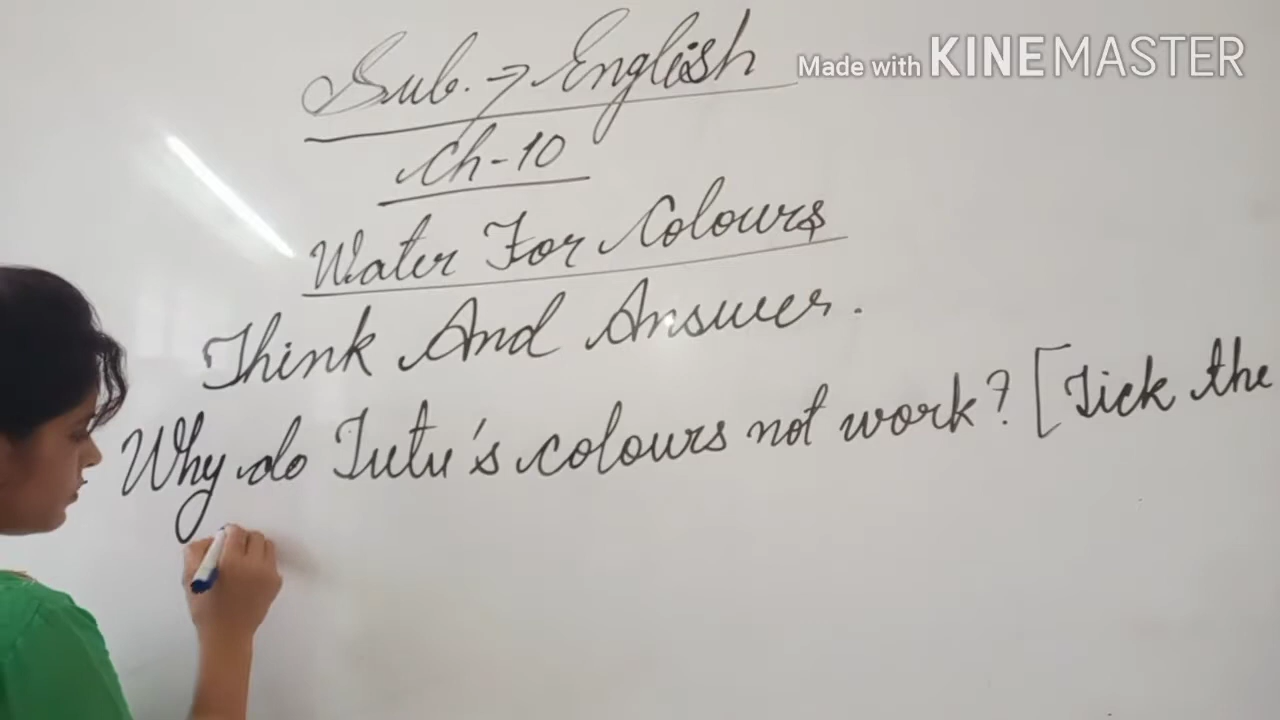 Made with KINEMASTER
Sub. → English
Ch-10
Water For Colours
Think And Answer.
Why do Tutu's colours not work? [Tick the